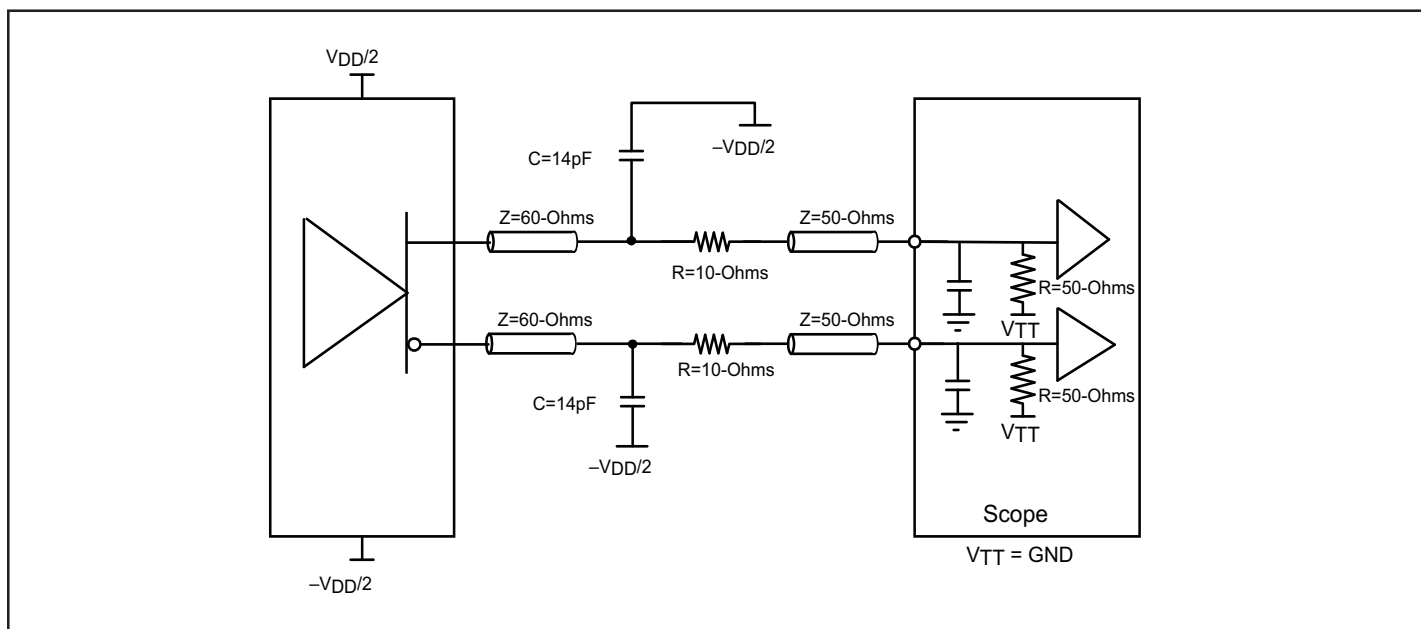 VDD/2
C=14pF
–VDD/2
Z=60-Ohms
Z=50-Ohms
R=10-Ohms
R=50-Ohms
VTT
Z=60-Ohms
Z=50-Ohms
R=10-Ohms
R=50-Ohms
C=14pF
VTT
–VDD/2
Scope
VTT = GND
–VDD/2